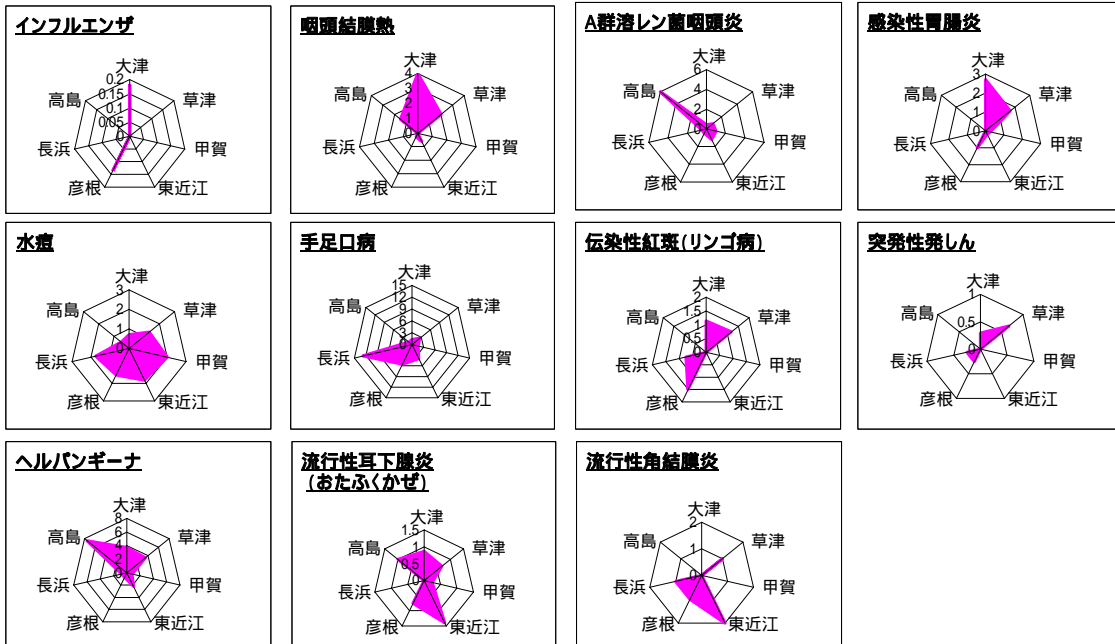 インフルエンザ
大津
草津
甲賀
東近江
彦根
長浜
高島
0.2
0.15
0.1
0.05
0
咽頭結膜熱
大津
草津
甲賀
東近江
彦根
長浜
高島
4
3
2
1
0
A群溶レン菌咽頭炎
大津
草津
甲賀
東近江
彦根
長浜
高島
6
4
2
0
感染性胃腸炎
大津
草津
甲賀
東近江
彦根
長浜
高島
3
2
1
0
水痘
大津
草津
甲賀
東近江
彦根
長浜
高島
3
2
1
0
手足口病
大津
草津
甲賀
東近江
彦根
長浜
高島
15
12
9
6
3
0
伝染性紅斑(リンゴ病)
大津
草津
甲賀
東近江
彦根
長浜
高島
2
1.5
1
0.5
0
突発性発しん
大津
草津
甲賀
東近江
彦根
長浜
高島
1
0.5
0
ヘルパンギーナ
大津
草津
甲賀
東近江
彦根
長浜
高島
8
6
4
2
0
流行性耳下腺炎
(おたふくかぜ)
大津
草津
甲賀
東近江
彦根
長浜
高島
1.5
1
0.5
0
流行性角結膜炎
大津
草津
甲賀
東近江
彦根
長浜
高島
2
1
0